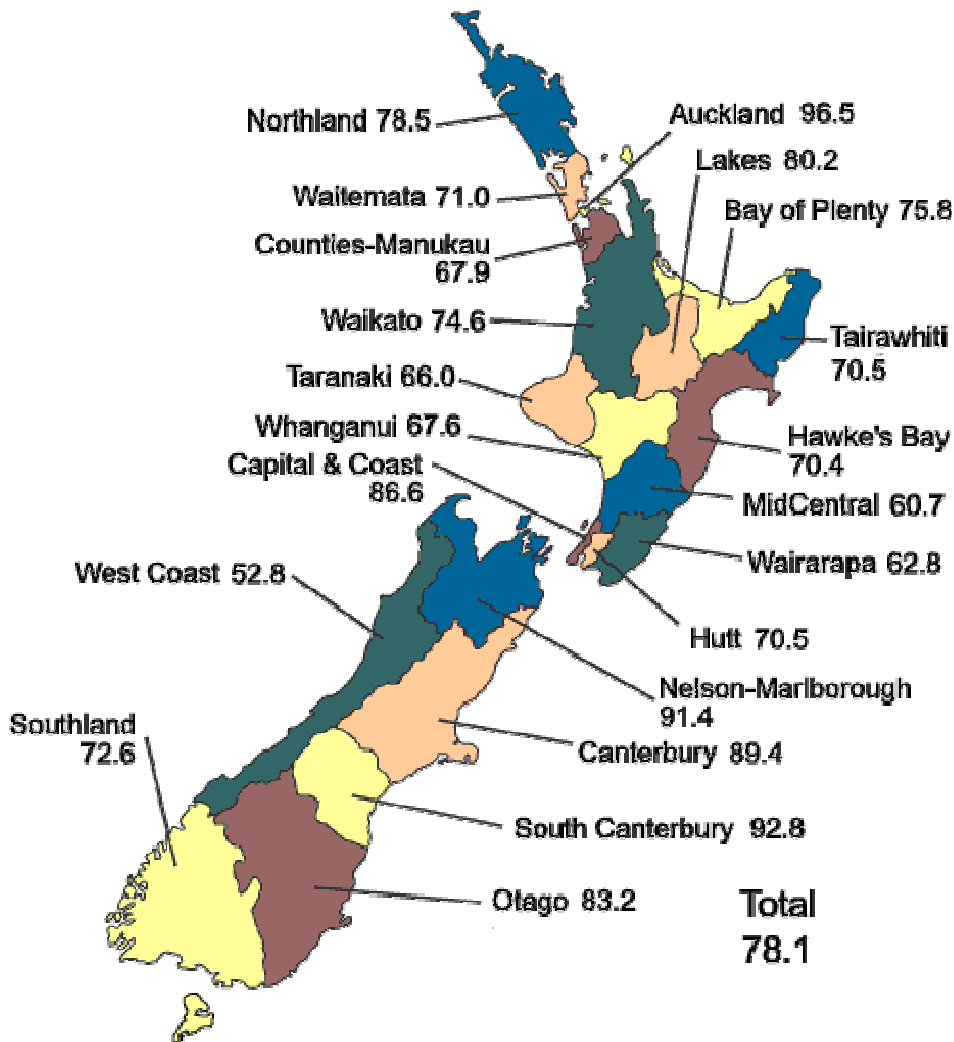 Northland 78.5
Auckland 96.5
Lakes 80.2
Waitemata 71.0
Bay of Plenty 75.8
Counties-Manukau
67.9
Waikato 74.6
Tairawhiti
70.5
Taranaki 66.0
Whanganui 67.6
Hawke's Bay
70.4
Capital & Coast
86.6
MidCentral 60.7
Wairarapa 62.8
West Coast 52.8
Hutt 70.5
Nelson-Marlborough
91.4
Southland
72.6
Canterbury 89.4
South Canterbury 92.8
Otago 83.2
Total
78.1